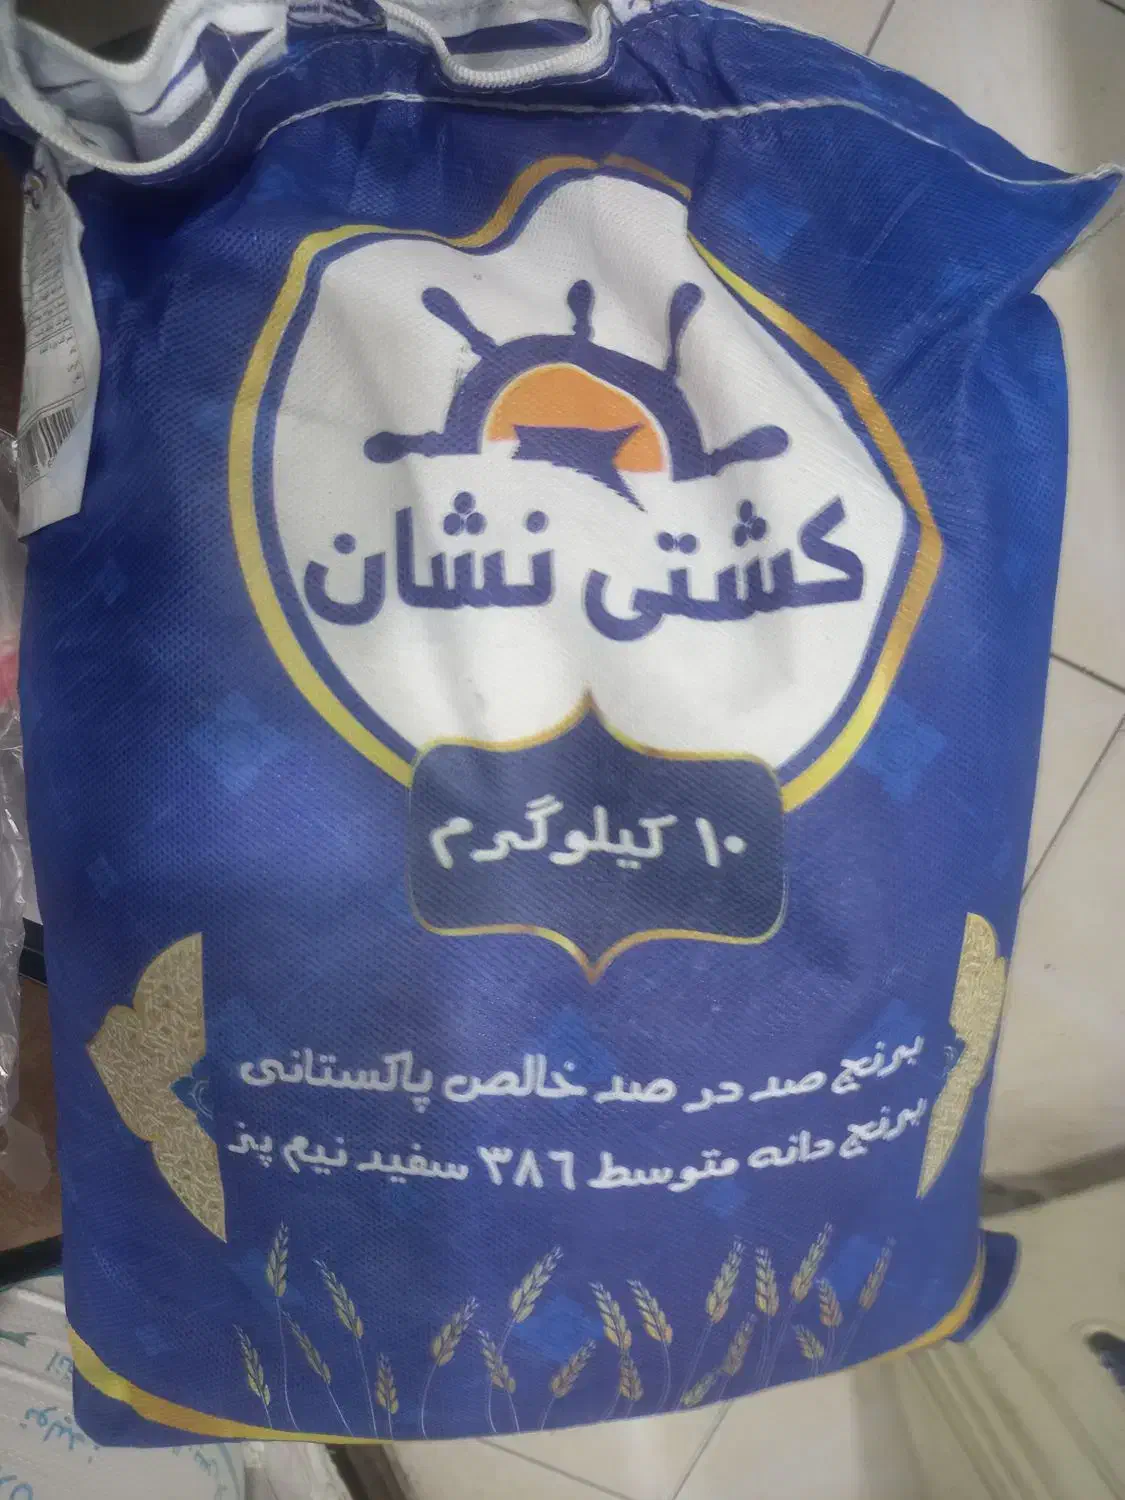 کشتی نشان
۱۰ کیلوگرم
برنج صد در صد خالص پاکستانی
برنج دانه متوسط ۳۸۶ سفید نیم پز